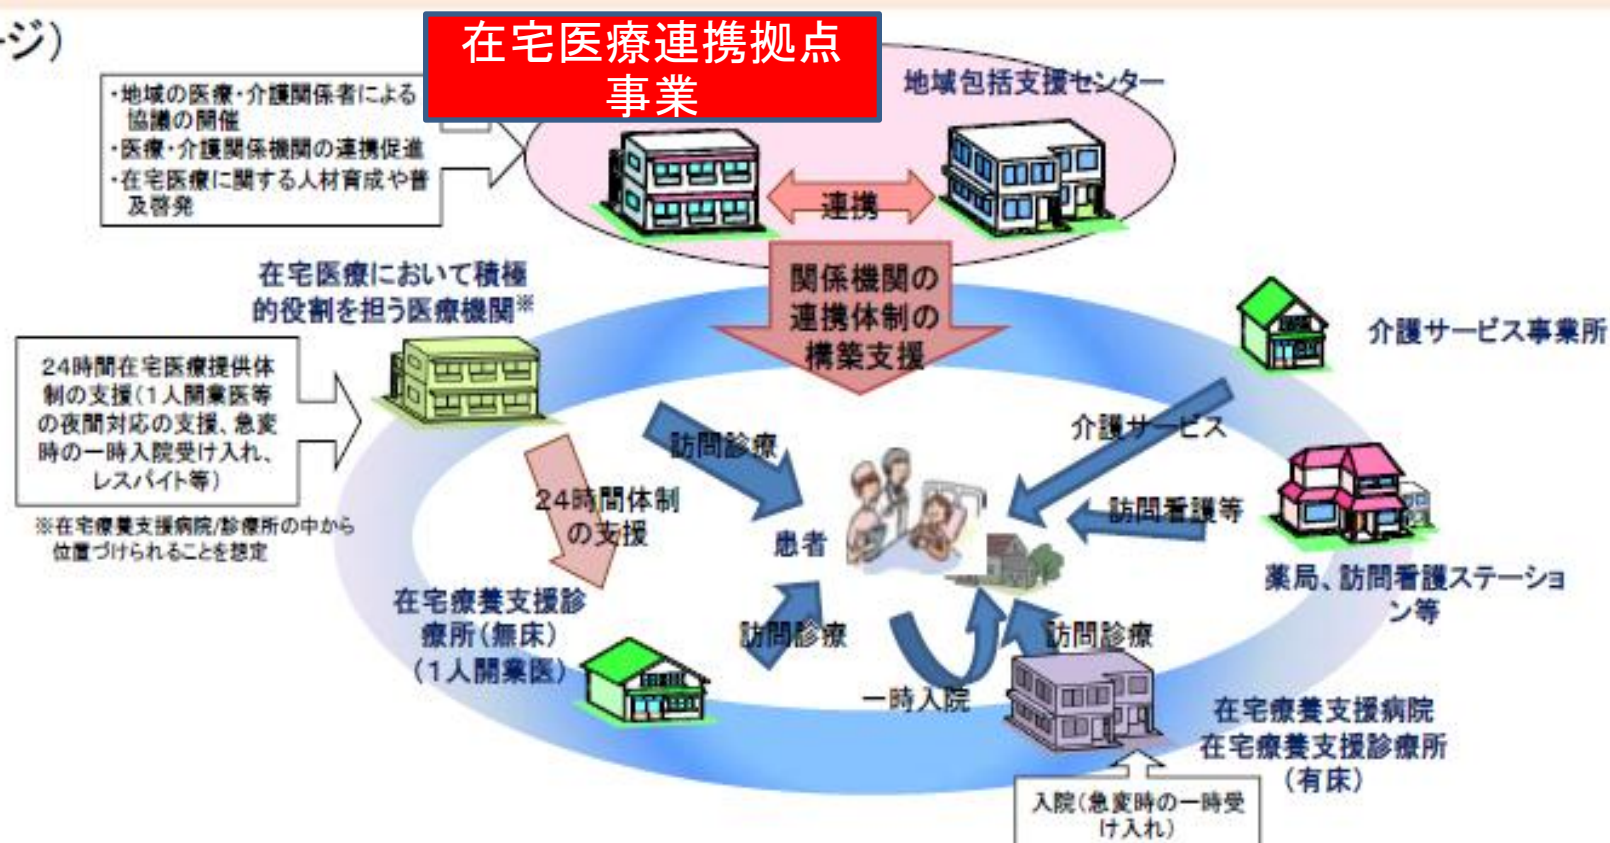 ージ）
在宅医療連携拠点
事業
・地域の医療・介護関係者による
協議の開催
・医療・介護関係機関の連携促進
・在宅医療に関する人材育成や普
及啓発
地域包括支援センター
連携
関係機関の
連携体制の
構築支援
在宅医療において積極
的役割を担う医療機関※
24時間在宅医療提供体
制の支援（1人開業医等
の夜間対応の支援、急変
時の一時入院受け入れ、
レスパイト等）
※在宅療養支援病院/診療所の中から
位置づけられることを想定
介護サービス事業所
訪問診療
介護サービス
24時間体制
の支援
訪問看護等
患者
薬局、訪問看護ステーショ
ン等
在宅療養支援診
療所（無床）
（1人開業医）
訪問診療
訪問診療
一時入院
在宅療養支援病院
在宅療養支援診療所
（有床）
入院（急変時の一時受
け入れ）